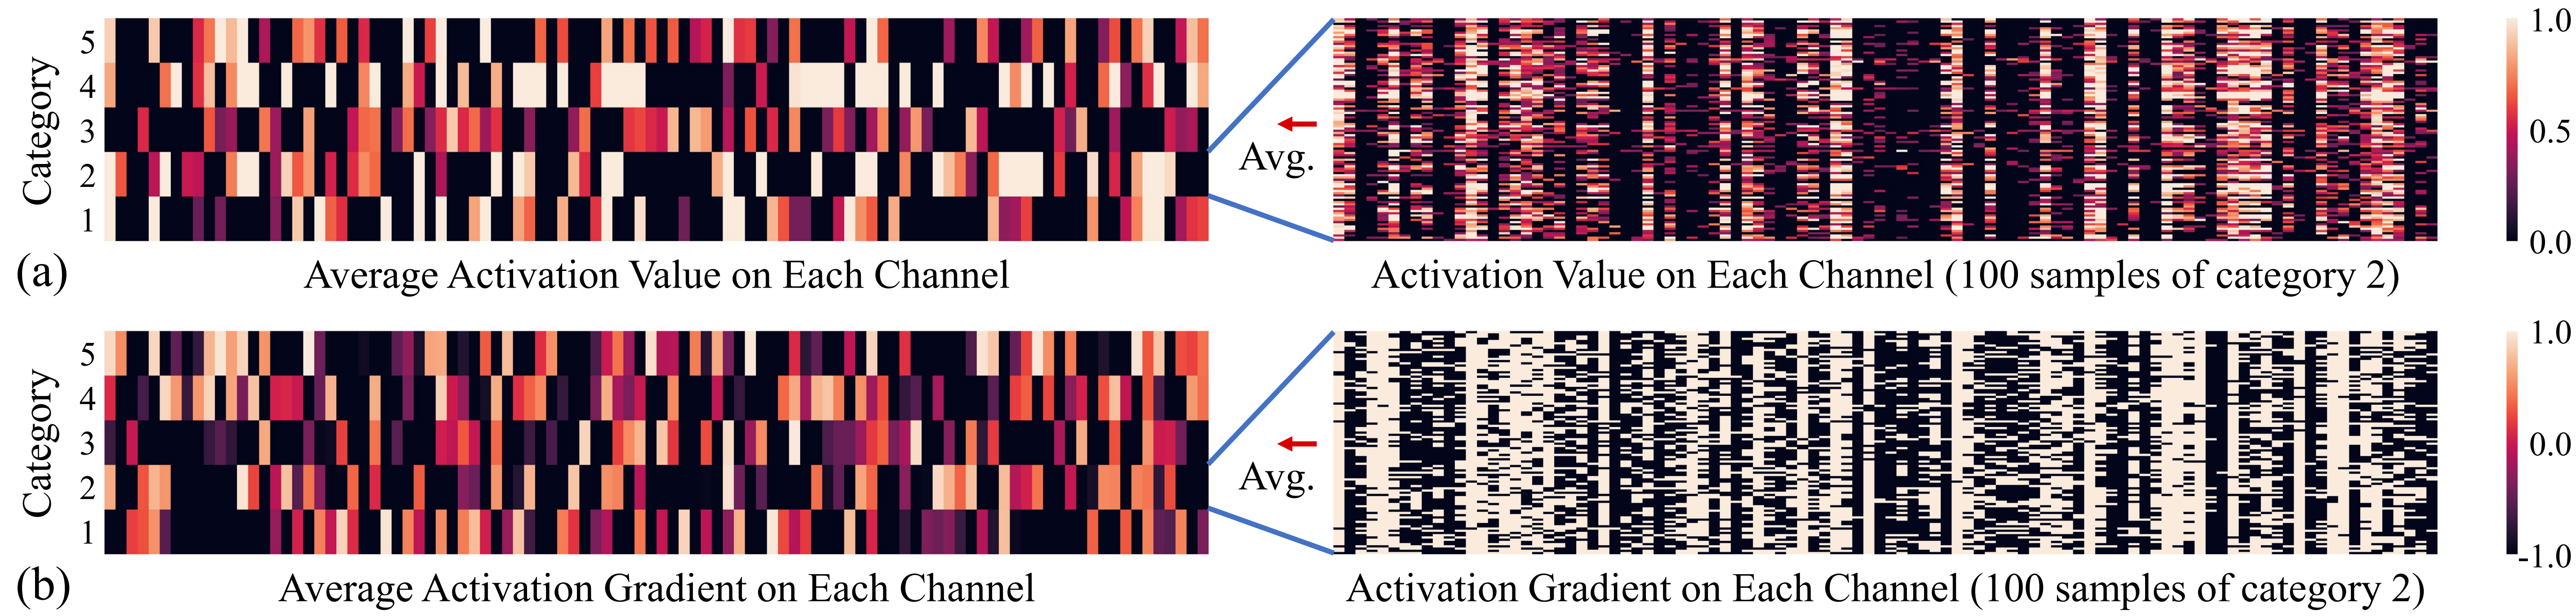 Category
5
4
3
2
1
Avg.
1.0
0.5
0.0
(a)
Average Activation Value on Each Channel
Activation Value on Each Channel (100 samples of category 2)
Category
5
4
3
2
1
Avg.
1.0
0.0
-1.0
(b)
Average Activation Gradient on Each Channel
Activation Gradient on Each Channel (100 samples of category 2)